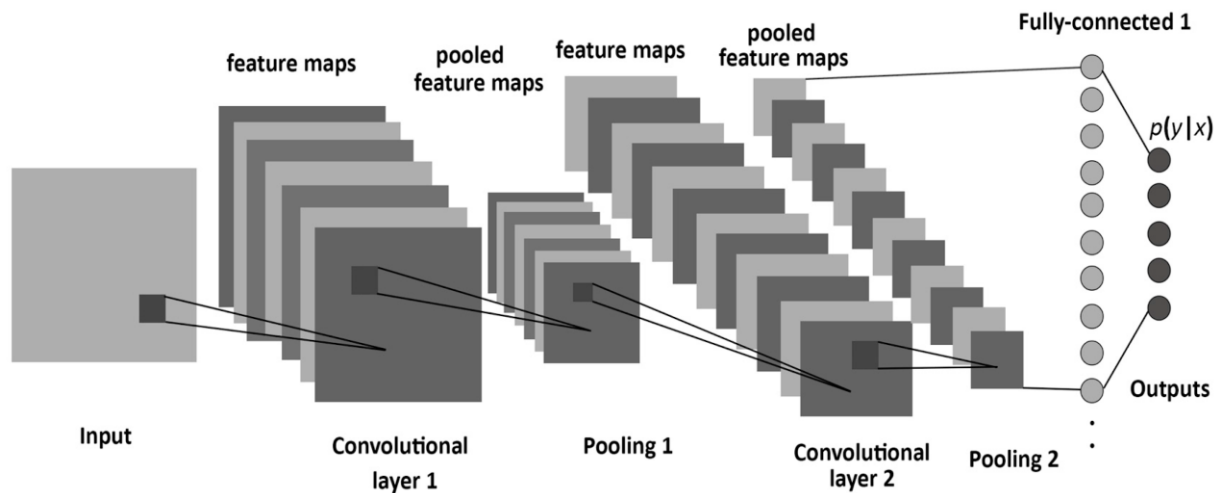 feature maps
pooled
feature maps
feature maps
pooled
feature maps
Fully-connected 1
p(y|x)
Outputs
Input
Convolutional
layer 1
Pooling 1
Convolutional
layer 2
Pooling 2